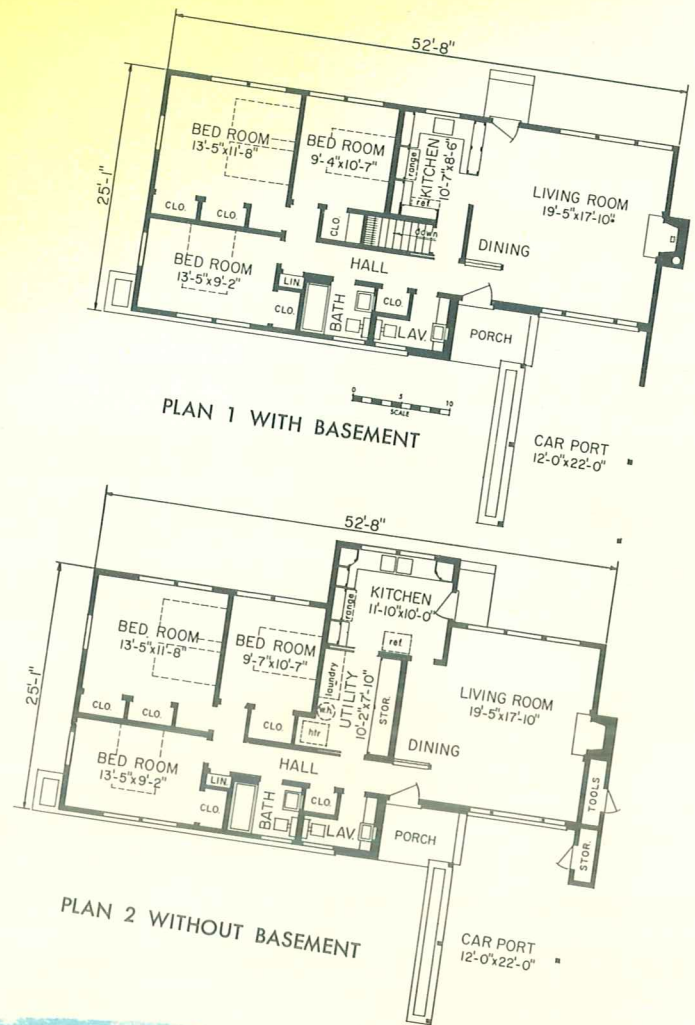 52'-8"
25'-1"
BED ROOM
13'-5"x11'-8"
BED ROOM
9'-4"x10'-7"
range
KITCHEN
10'-7"x8'-6"
ref
LIVING ROOM
19'-5"x17'-10"
CLO.
CLO.
CLO.
down
DINING
BED ROOM
13'-5"x9'-2"
HALL
LIN.
CLO.
BATH
CLO.
LAV.
PORCH
0 5 10
SCALE
PLAN 1 WITH BASEMENT
CAR PORT
12'-0"x22'-0"
52'-8"
25'-1"
KITCHEN
11'-10"x10'-0"
range
ref
BED ROOM
13'-5"x11'-8"
BED ROOM
9'-7"x10'-7"
laundry
UTILITY
10'-2"x7'-10"
STOR.
w.h
htr
LIVING ROOM
19'-5"x17'-10"
CLO.
CLO.
CLO.
DINING
BED ROOM
13'-5"x9'-2"
HALL
LIN.
CLO.
BATH
CLO.
LAV.
PORCH
TOOLS
STOR.
PLAN 2 WITHOUT BASEMENT
CAR PORT
12'-0"x22'-0"